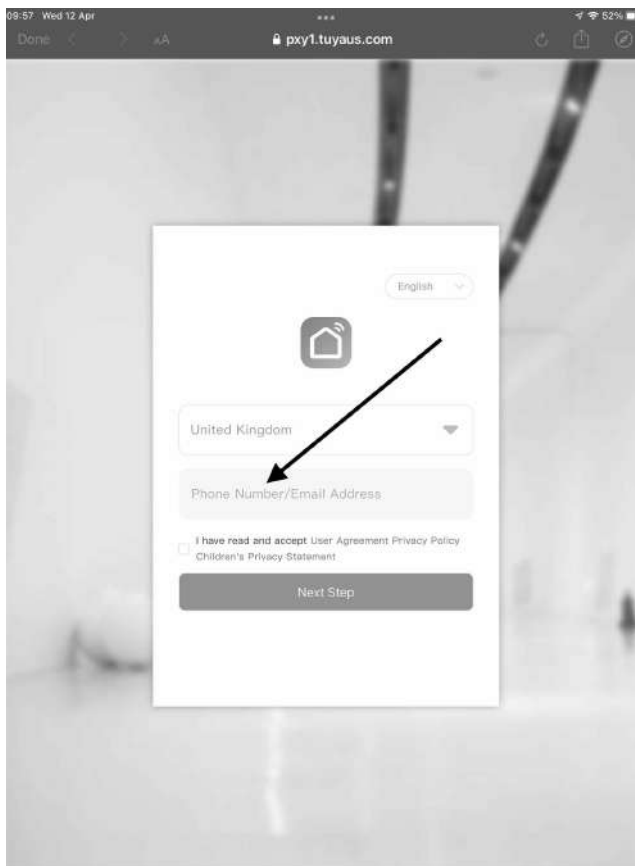 09:57 Wed 12 Apr
52%
Done
AA
pxy1.tuyaus.com
English
United Kingdom
Phone Number/Email Address
I have read and accept User Agreement Privacy Policy
Children's Privacy Statement
Next Step